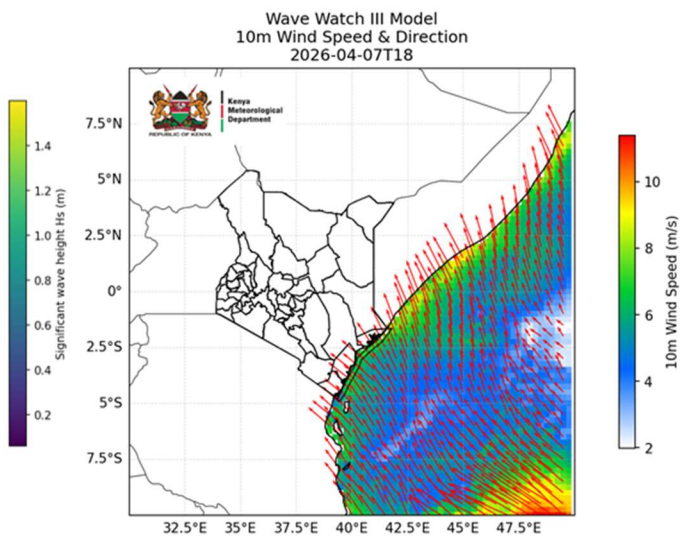 Wave Watch III Model
10m Wind Speed & Direction
2026-04-07T18
Kenya
Meteorological
Department
REPUBLIC OF KENYA
7.5°N
5°N
2.5°N
0°
2.5°S
5°S
7.5°S
32.5°E 35°E 37.5°E 40°E 42.5°E 45°E 47.5°E
1.4
1.2
1.0
0.8
0.6
0.4
0.2
Significant wave height Hs (m)
10
8
6
4
2
10m Wind Speed (m/s)